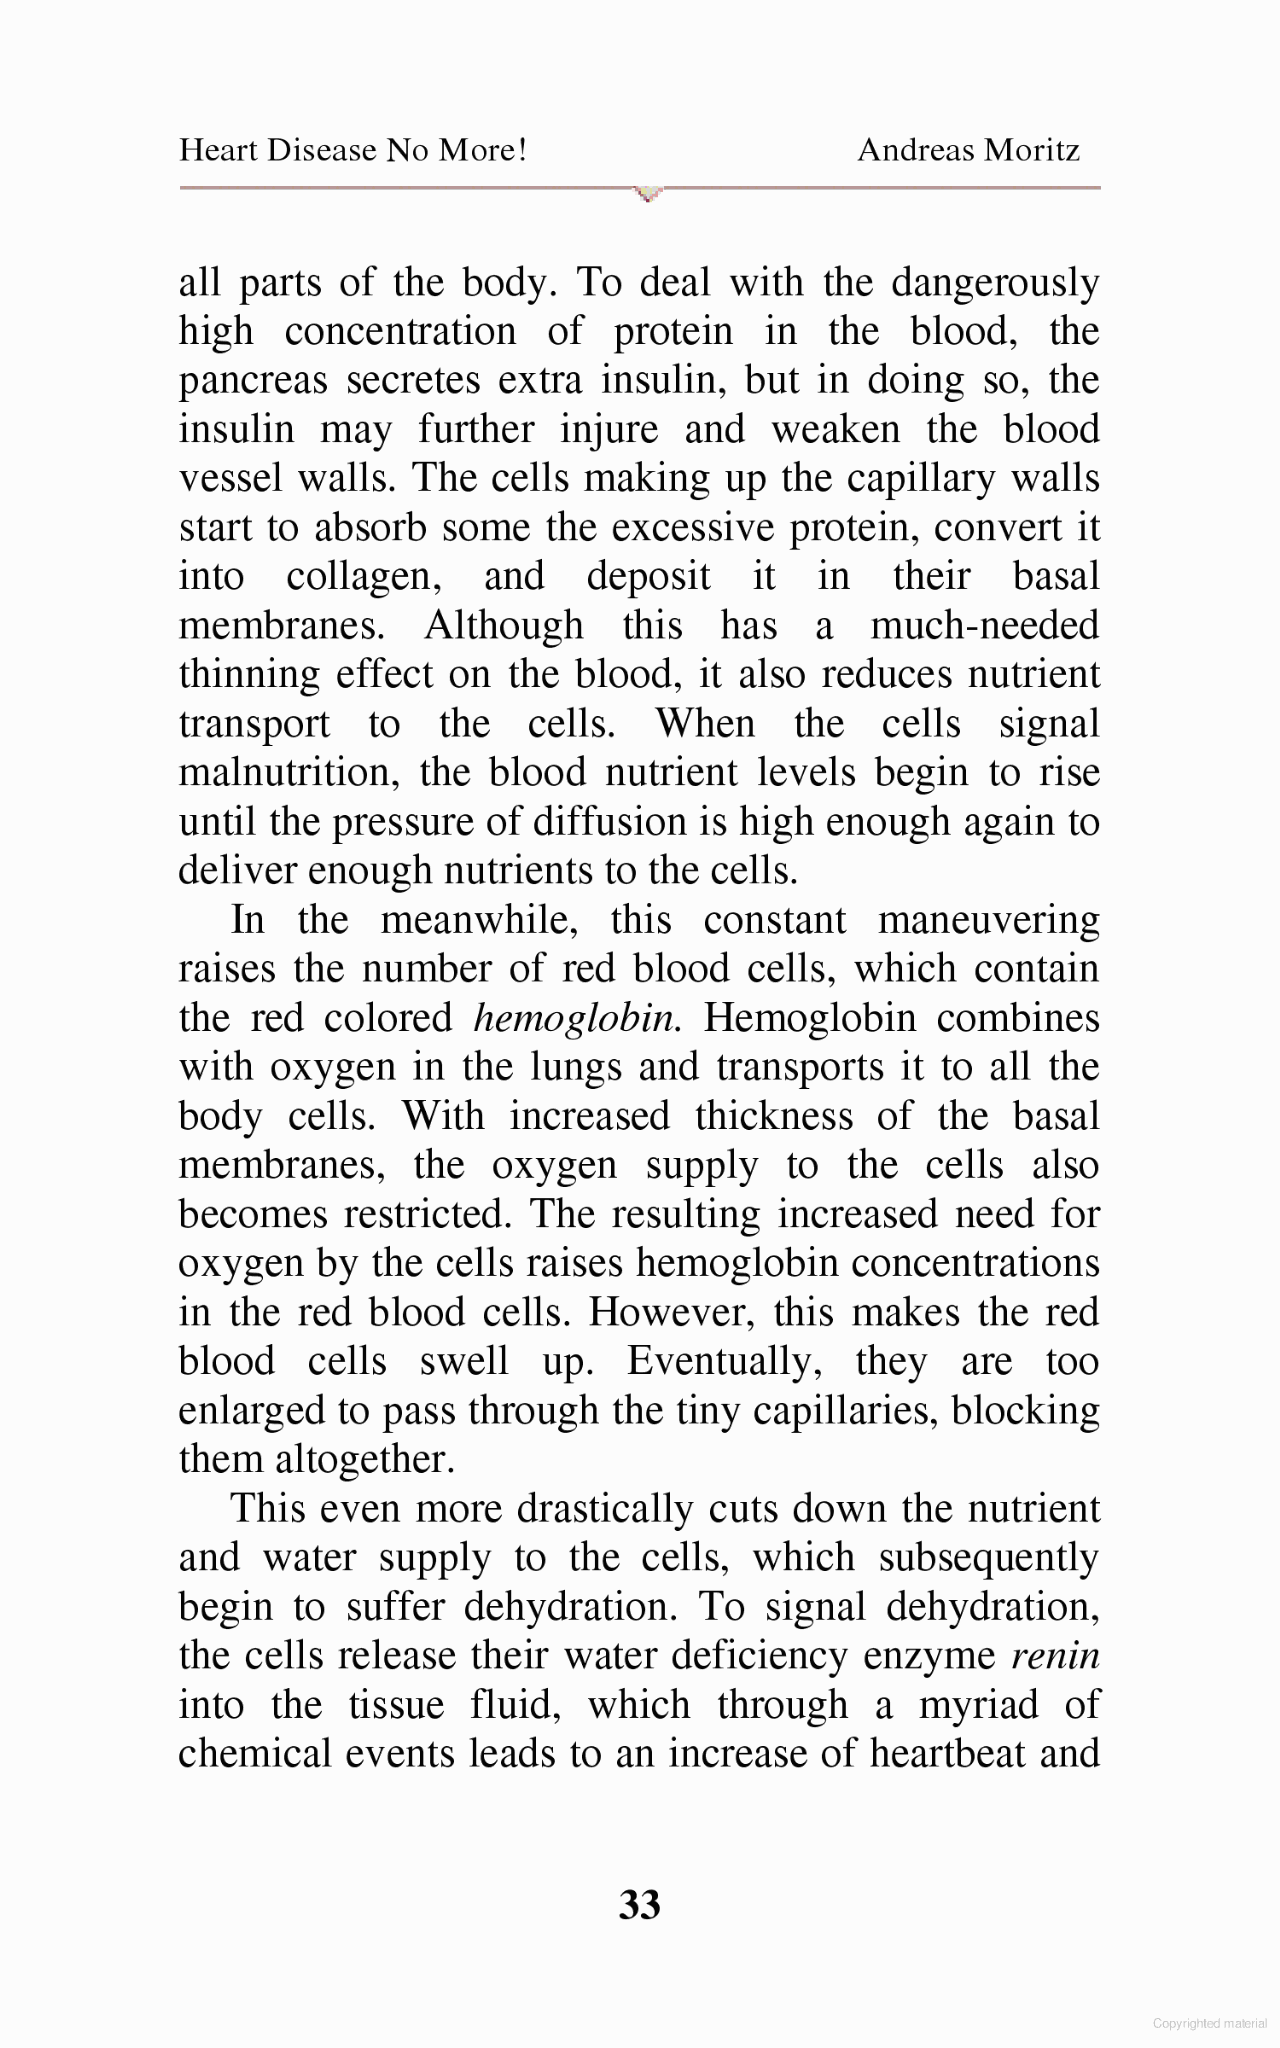 Heart Disease No More! Andreas Moritz
all parts of the body. To deal with the dangerously
high concentration of protein in the blood, the
pancreas secretes extra insulin, but in doing so, the
insulin may further injure and weaken the blood
vessel walls. The cells making up the capillary walls
start to absorb some the excessive protein, convert it
into collagen, and deposit it in their basal
membranes. Although this has a much-needed
thinning effect on the blood, it also reduces nutrient
transport to the cells. When the cells signal
malnutrition, the blood nutrient levels begin to rise
until the pressure of diffusion is high enough again to
deliver enough nutrients to the cells.
In the meanwhile, this constant maneuvering
raises the number of red blood cells, which contain
the red colored hemoglobin. Hemoglobin combines
with oxygen in the lungs and transports it to all the
body cells. With increased thickness of the basal
membranes, the oxygen supply to the cells also
becomes restricted. The resulting increased need for
oxygen by the cells raises hemoglobin concentrations
in the red blood cells. However, this makes the red
blood cells swell up. Eventually, they are too
enlarged to pass through the tiny capillaries, blocking
them altogether.
This even more drastically cuts down the nutrient
and water supply to the cells, which subsequently
begin to suffer dehydration. To signal dehydration,
the cells release their water deficiency enzyme renin
into the tissue fluid, which through a myriad of
chemical events leads to an increase of heartbeat and
33
Copyrighted material